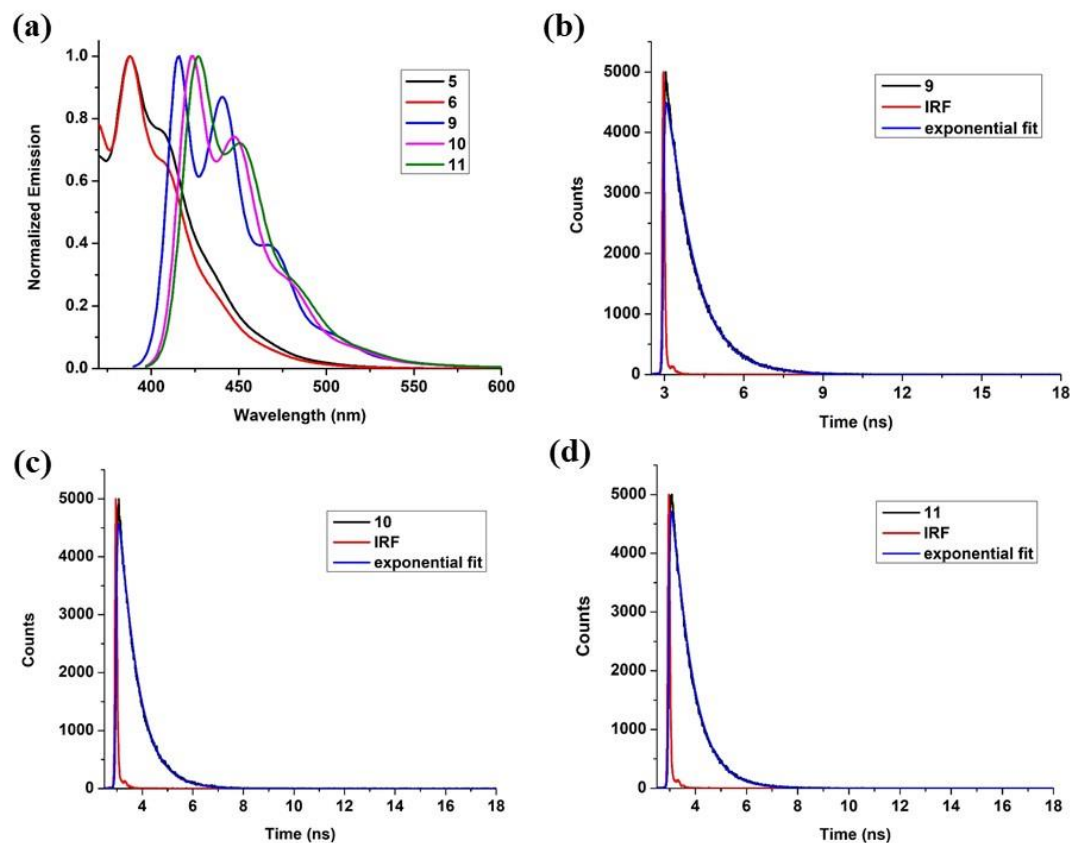 (a)
1.0
0.8
0.6
0.4
0.2
0.0
Normalized Emission
400 450 500 550 600
Wavelength (nm)
5
6
9
10
11
(b)
5000
4000
3000
2000
1000
0
Counts
3 6 9 12 15 18
Time (ns)
9
IRF
exponential fit
(c)
5000
4000
3000
2000
1000
0
Counts
4 6 8 10 12 14 16 18
Time (ns)
10
IRF
exponential fit
(d)
5000
4000
3000
2000
1000
0
Counts
4 6 8 10 12 14 16 18
Time (ns)
11
IRF
exponential fit